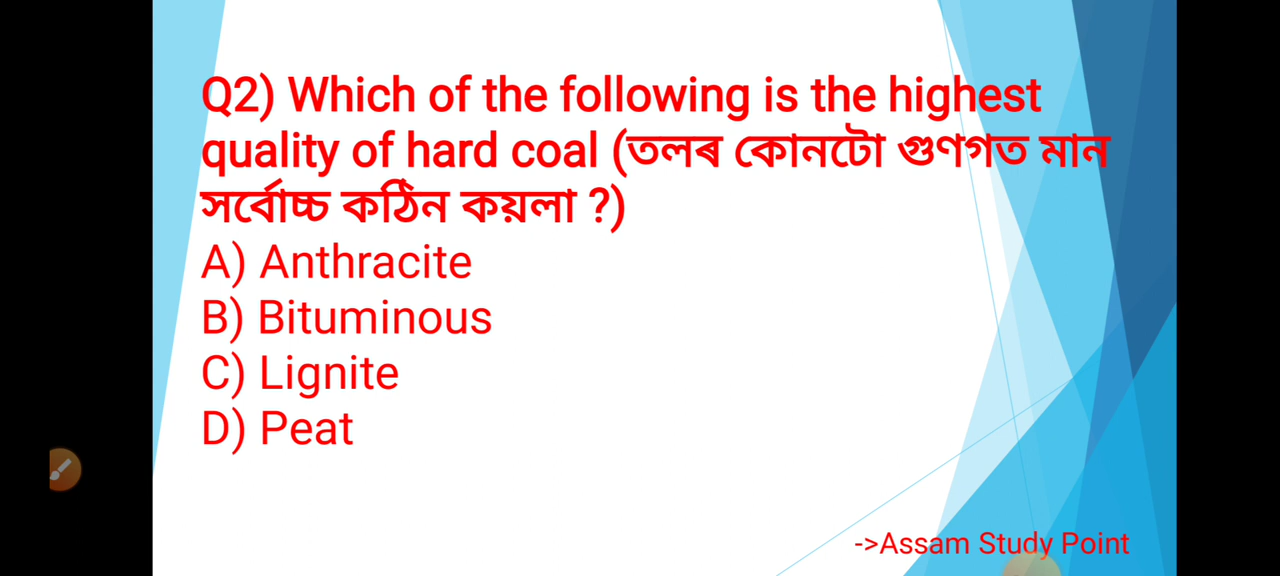 Q2) Which of the following is the highest
quality of hard coal (তলৰ কোনটো গুণগত মান
সৰ্বোচ্চ কঠিন কয়লা ?)
A) Anthracite
B) Bituminous
C) Lignite
D) Peat
->Assam Study Point